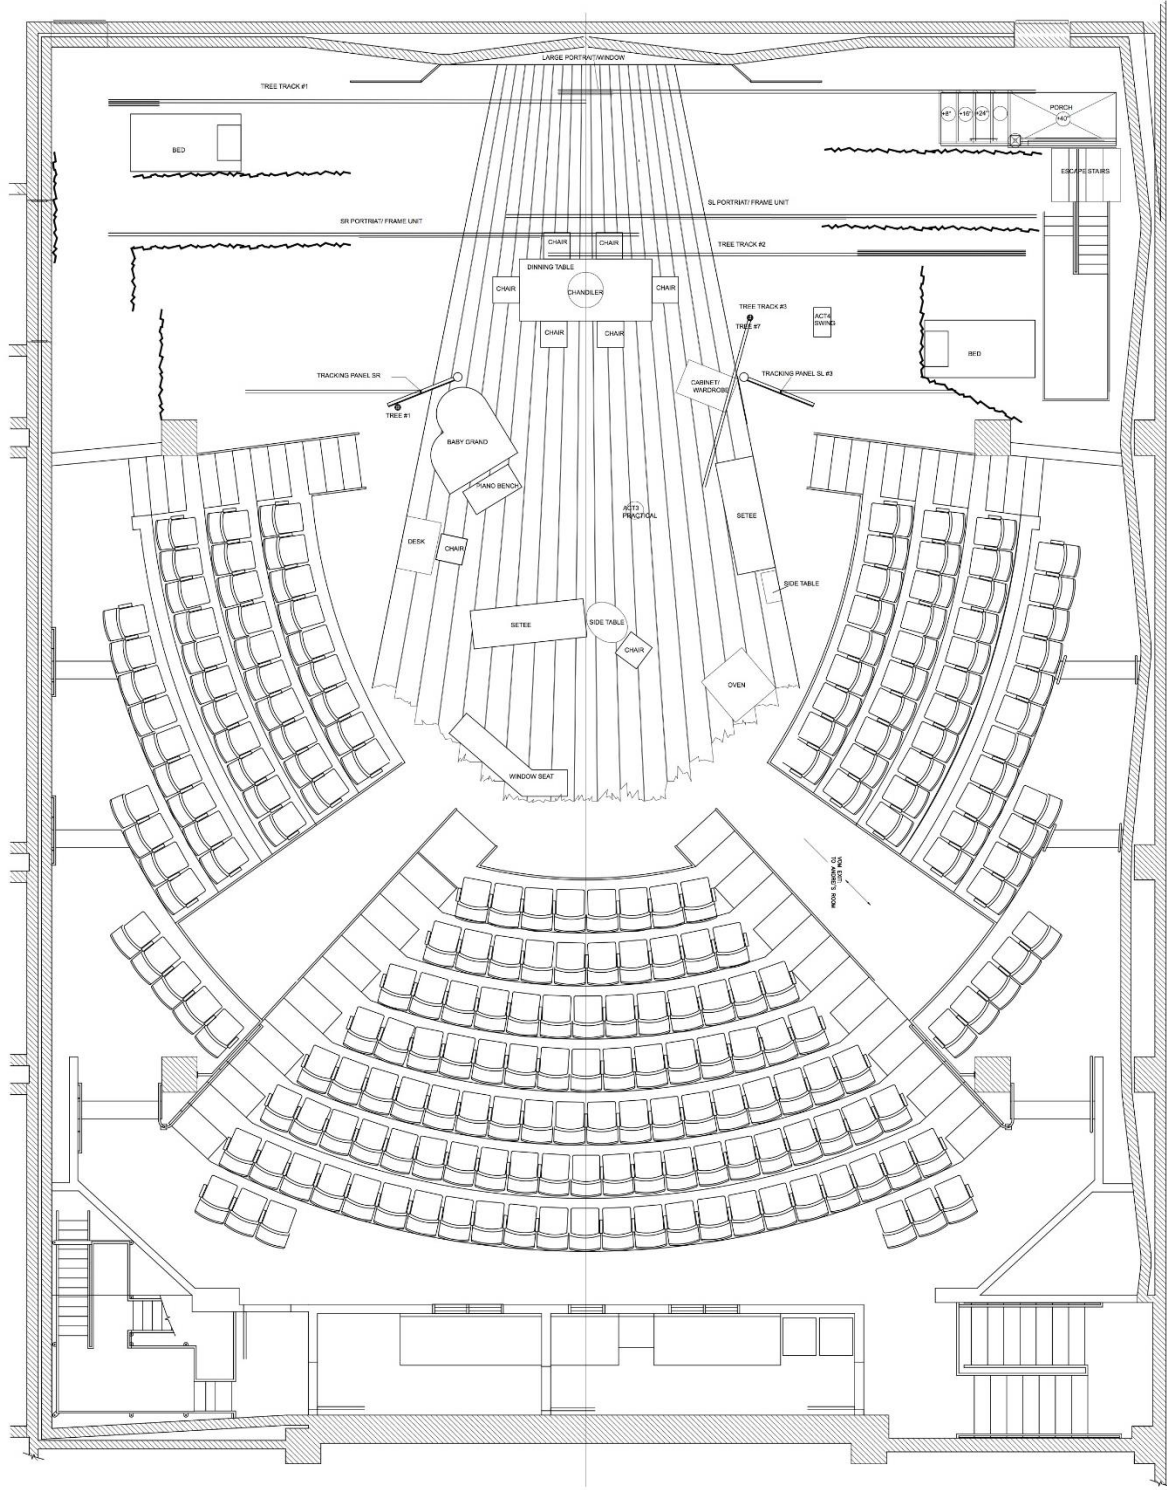 LARGE PORTRAIT/WINDOW
TREE TRACK #1
PORCH
+8"
+16"
+24"
+40"
BED
ESCAPE STAIRS
SL PORTRIAT/ FRAME UNIT
SR PORTRIAT/ FRAME UNIT
CHAIR
CHAIR
TREE TRACK #2
DINNING TABLE
CHAIR
CHANDILER
CHAIR
TREE TRACK #3
ACT4
SWING
TREE #7
CHAIR
CHAIR
BED
TRACKING PANEL SR
TRACKING PANEL SL #3
CABINET/
WARDROBE
TREE #1
BABY GRAND
PIANO BENCH
ACT3
PRACTICAL
SETEE
DESK
CHAIR
SIDE TABLE
SETEE
SIDE TABLE
CHAIR
OVEN
WINDOW BEAT
VOM EXIT
TO ANDREI'S ROOM